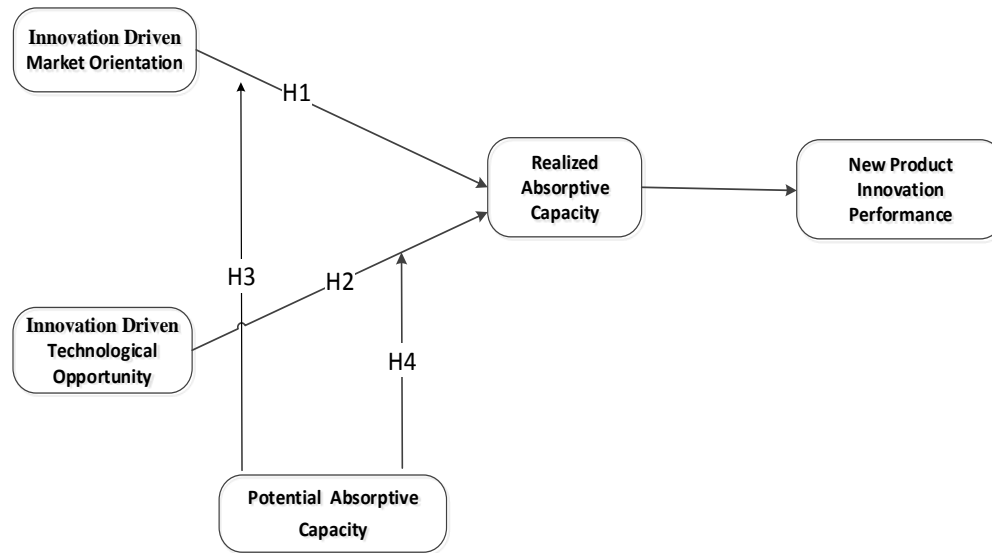 Innovation Driven
Market Orientation
H1
Realized
Absorptive
Capacity
New Product
Innovation
Performance
H3
H2
Innovation Driven
Technological
Opportunity
H4
Potential Absorptive
Capacity